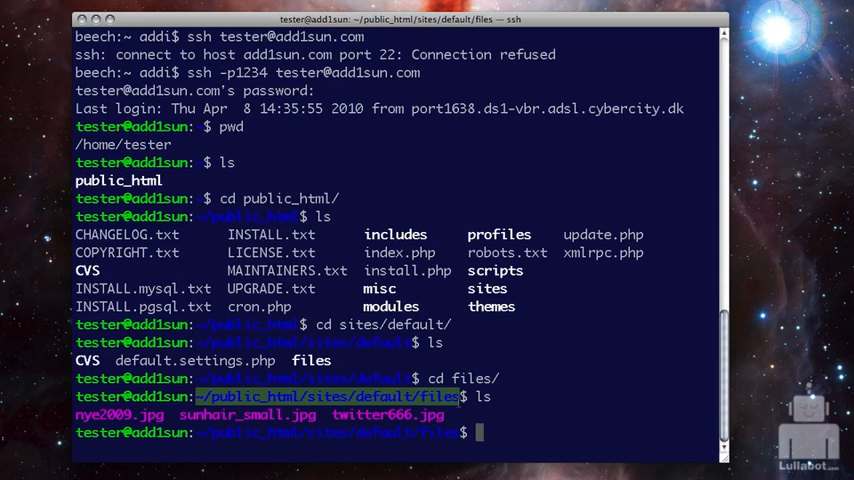 tester@add1sun: ~/public_html/sites/default/files — ssh
beech:~ addi$ ssh tester@add1sun.com
ssh: connect to host add1sun.com port 22: Connection refused
beech:~ addi$ ssh -p1234 tester@add1sun.com
tester@add1sun.com's password:
Last login: Thu Apr  8 14:35:55 2010 from port1638.ds1-vbr.adsl.cybercity.dk
tester@add1sun:~$ pwd
/home/tester
tester@add1sun:~$ ls
public_html
tester@add1sun:~$ cd public_html/
tester@add1sun:~/public_html$ ls
CHANGELOG.txt INSTALL.txt includes profiles update.php
COPYRIGHT.txt LICENSE.txt index.php robots.txt xmlrpc.php
CVS MAINTAINERS.txt install.php scripts
INSTALL.mysql.txt UPGRADE.txt misc sites
INSTALL.pgsql.txt cron.php modules themes
tester@add1sun:~/public_html$ cd sites/default/
tester@add1sun:~/public_html/sites/default$ ls
CVS default.settings.php files
tester@add1sun:~/public_html/sites/default$ cd files/
tester@add1sun:~/public_html/sites/default/files$ ls
nye2009.jpg sunhair_small.jpg twitter666.jpg
tester@add1sun:~/public_html/sites/default/files$
Lullabot.com